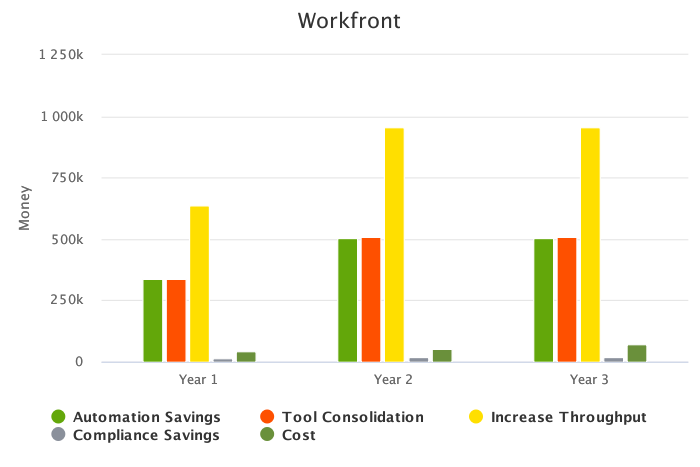 Workfront
1 250k
1 000k
750k
500k
250k
0
Money
Year 1 Year 2 Year 3
Automation Savings Tool Consolidation Increase Throughput
Compliance Savings Cost